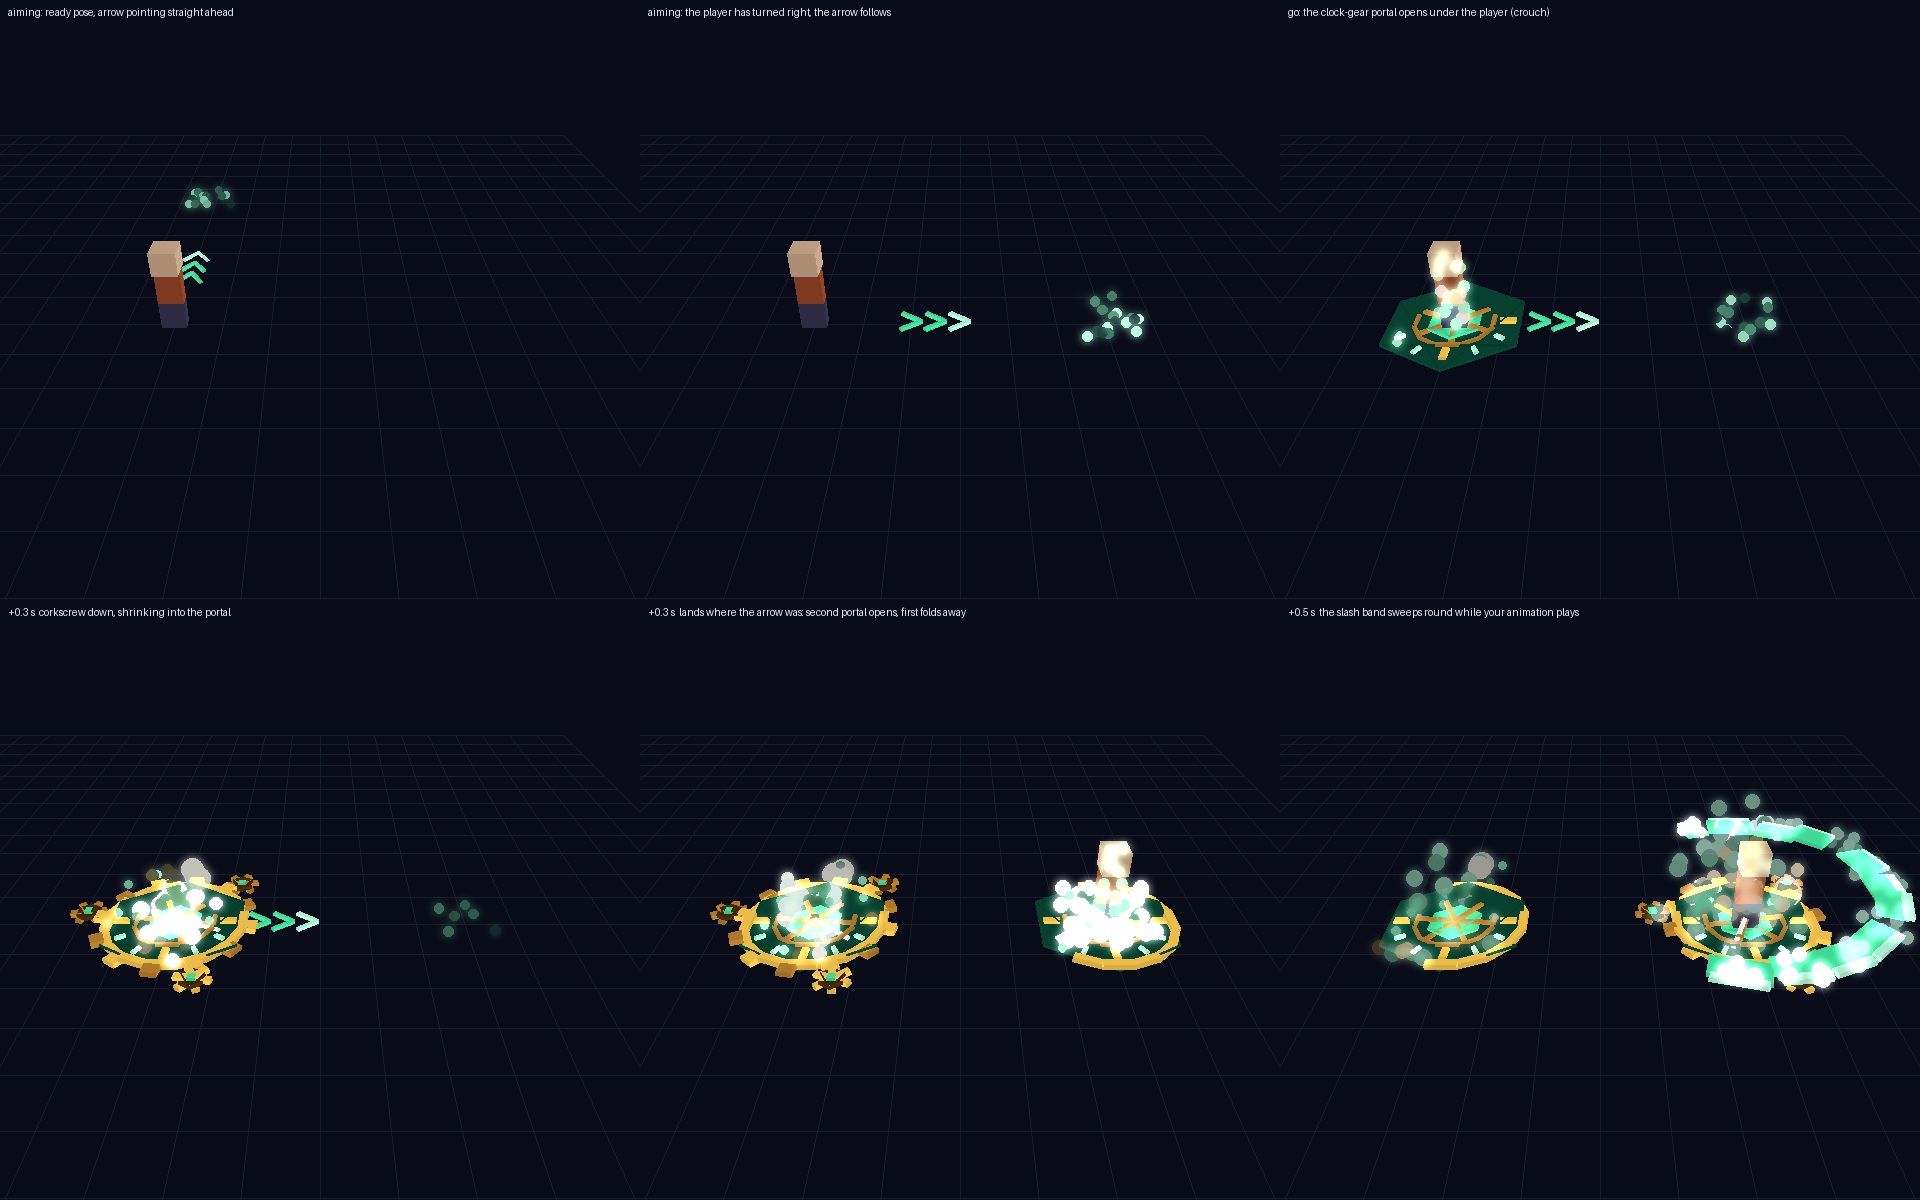 aiming: ready pose, arrow pointing straight ahead
aiming: the player has turned right, the arrow follows
go: the clock-gear portal opens under the player (crouch)
+0.3 s corkscrew down, shrinking into the portal
+0.3 s lands where the arrow was: second portal opens, first folds away
+0.5 s the slash band sweeps round while your animation plays